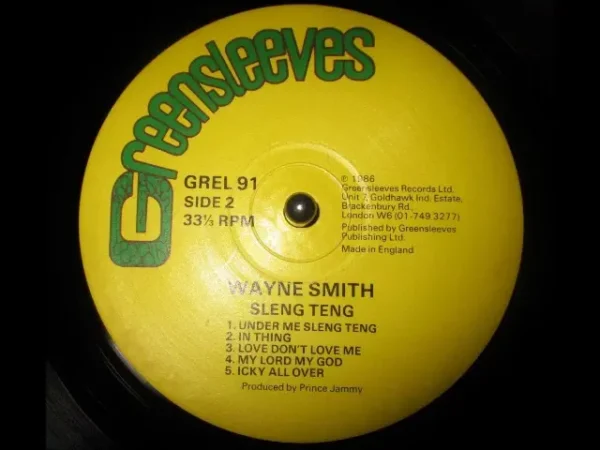 Greensleeves
GREL 91
SIDE 2
33⅓ RPM
℗ 1986
Greensleeves Records Ltd.
Unit 7, Goldhawk Ind. Estate,
Brackenbury Rd.,
London W6 (01-749 3277)
Published by Greensleeves
Publishing Ltd.
Made in England
WAYNE SMITH
SLENG TENG
1. UNDER ME SLENG TENG
2. IN THING
3. LOVE DON'T LOVE ME
4. MY LORD MY GOD
5. ICKY ALL OVER
Produced by Prince Jammy